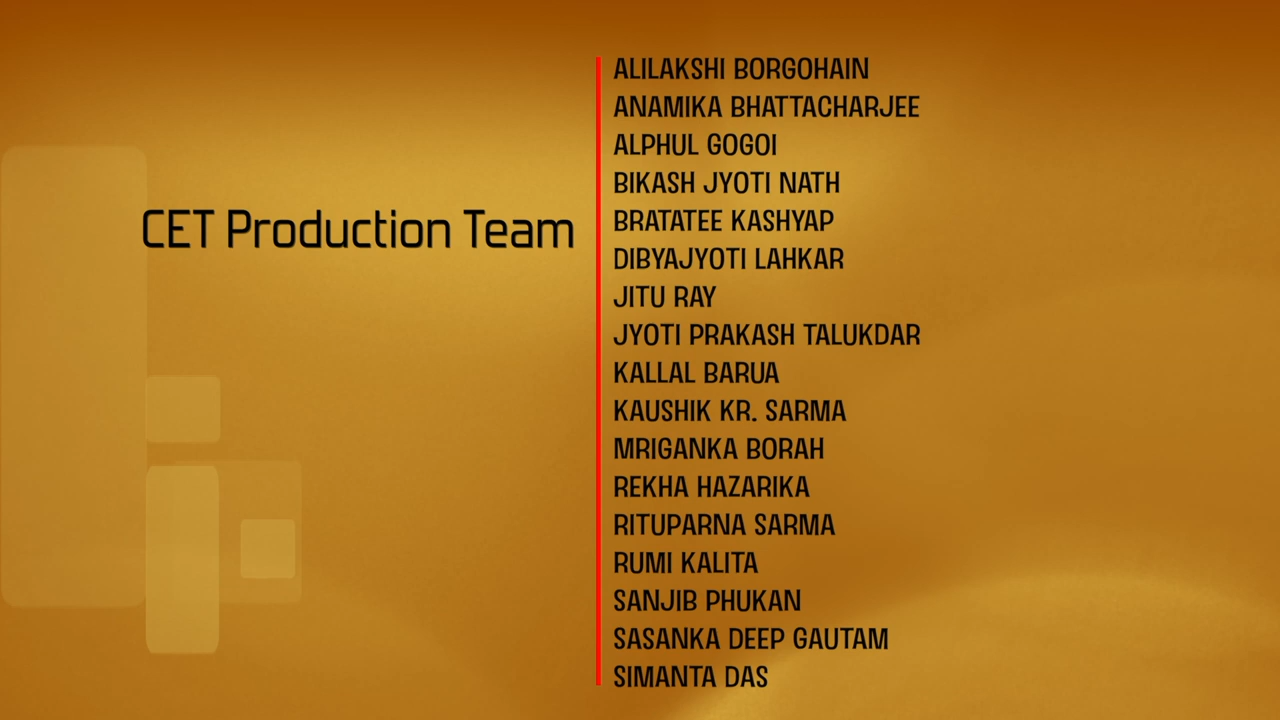 CET Production Team
ALILAKSHI BORGOHAIN
ANAMIKA BHATTACHARJEE
ALPHUL GOGOI
BIKASH JYOTI NATH
BRATATEE KASHYAP
DIBYAJYOTI LAHKAR
JITU RAY
JYOTI PRAKASH TALUKDAR
KALLAL BARUA
KAUSHIK KR. SARMA
MRIGANKA BORAH
REKHA HAZARIKA
RITUPARNA SARMA
RUMI KALITA
SANJIB PHUKAN
SASANKA DEEP GAUTAM
SIMANTA DAS